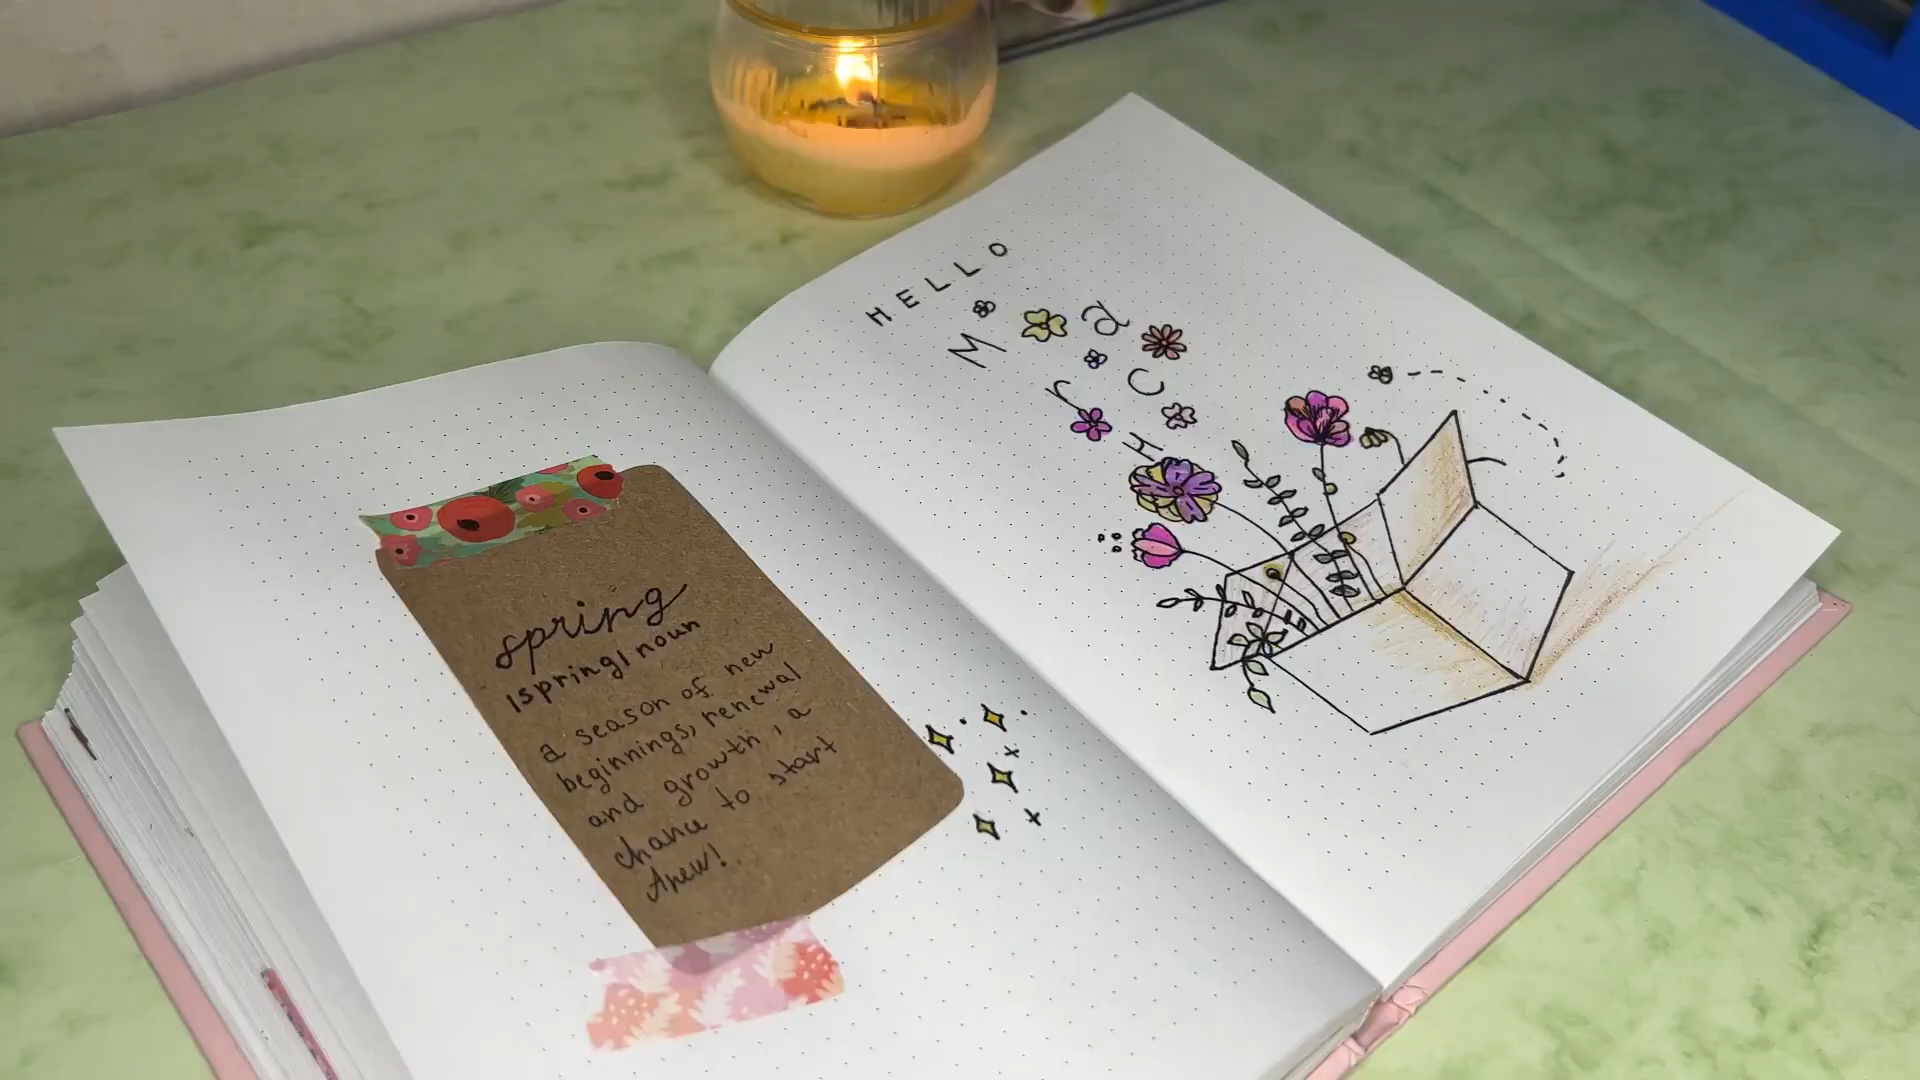 spring
|spring| noun
a season of new
beginnings, renewal
and growth, a
chance to start
Anew!
HELLO
March